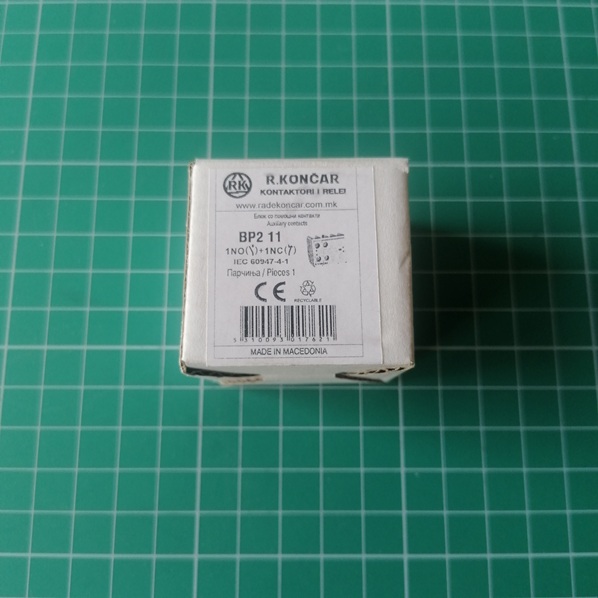 RK
R.KONČAR
KONTAKTORI I RELEI
www.radekoncar.com.mk
Блок со помошни контакти
Auxiliary contacts
BP2 11
1NO( )+1NC( )
IEC 60947-4-1
Парчиња / Pieces 1
CE
RECYCLABLE
MADE IN MACEDONIA